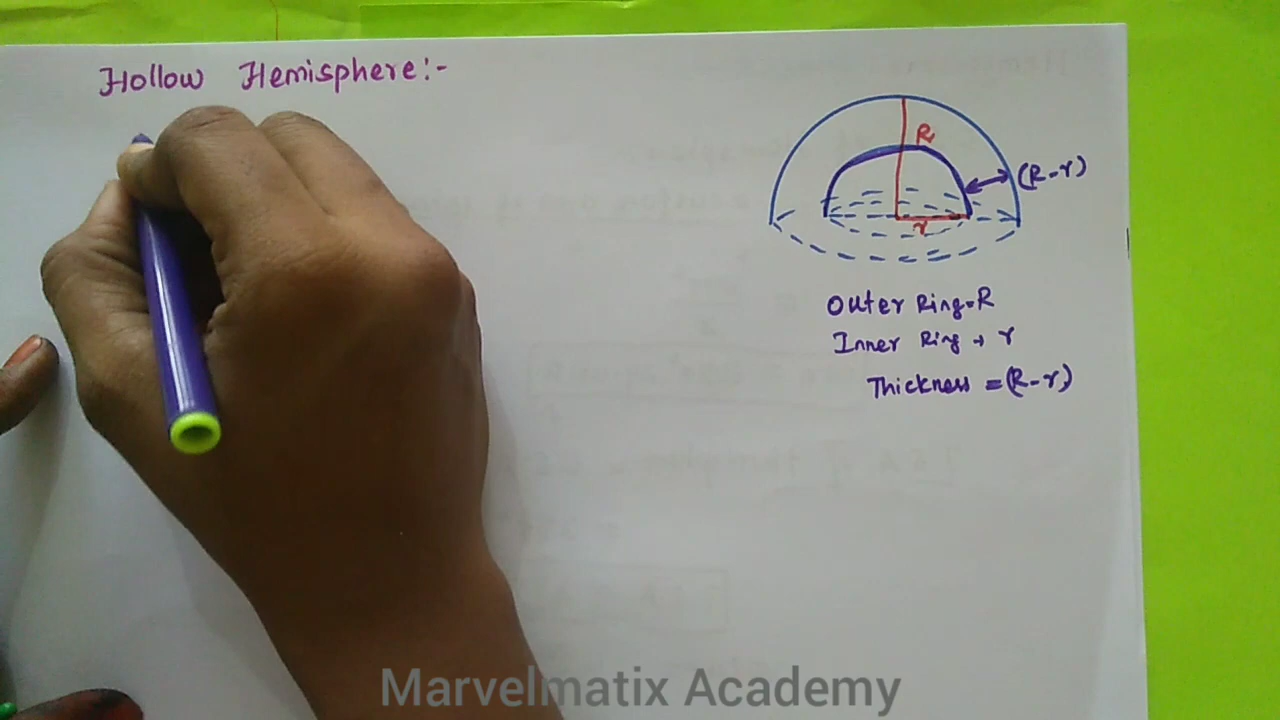 Hollow Hemisphere:-
R
(R-r)
r
Outer Ring=R
Inner Ring → r
Thickness = (R-r)
Marvelmatix Academy